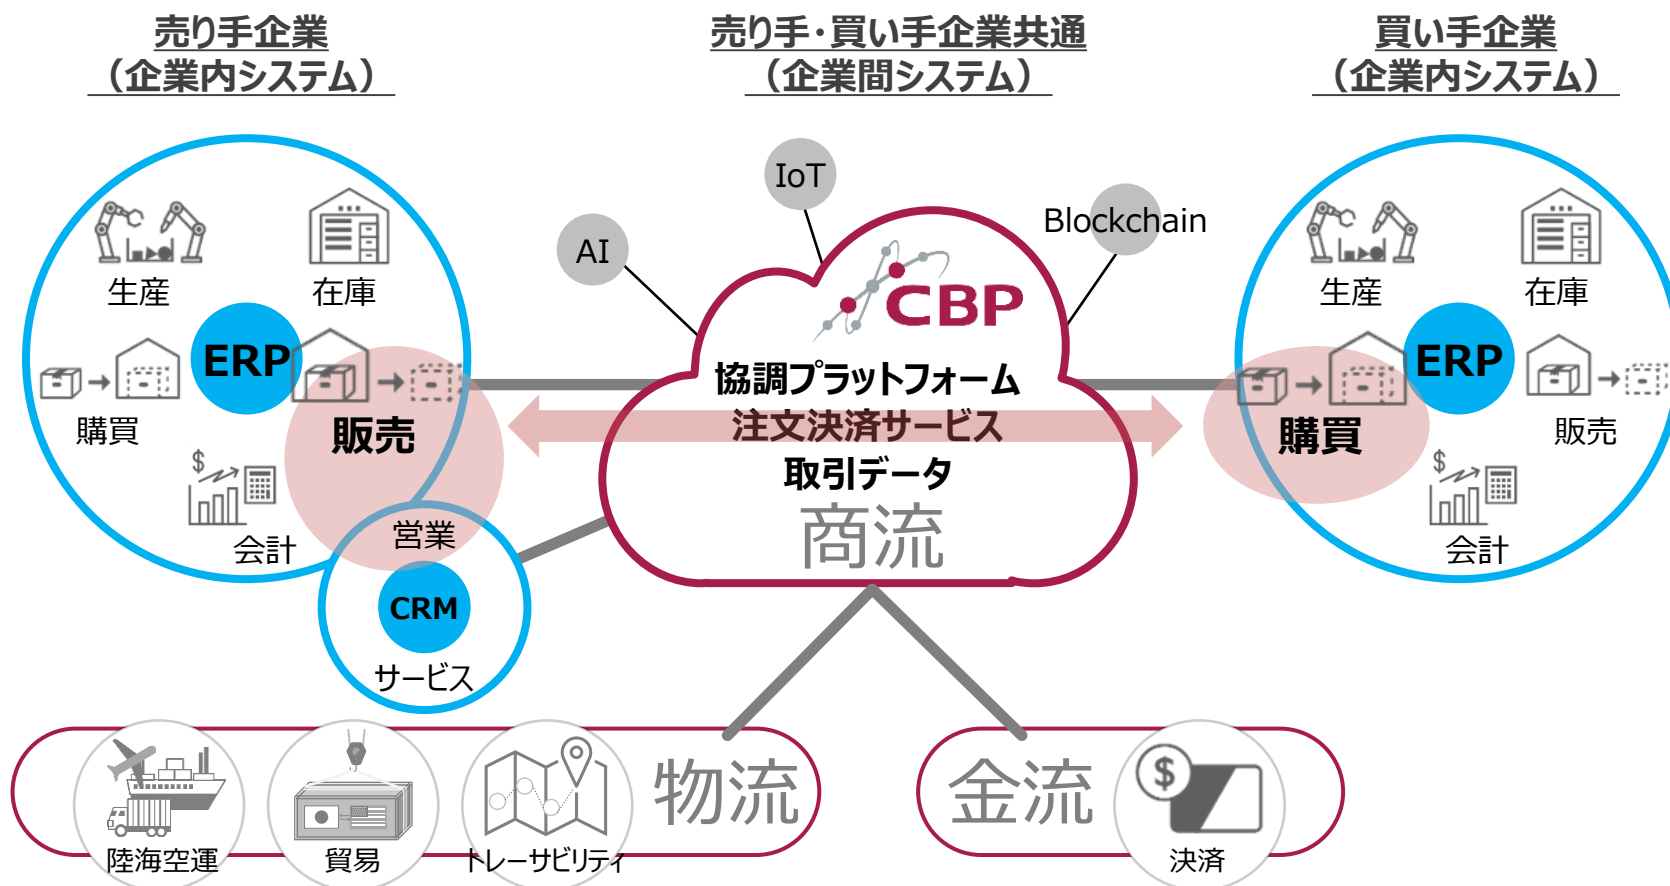 売り手企業
（企業内システム）
売り手・買い手企業共通
（企業間システム）
買い手企業
（企業内システム）
AI
IoT
Blockchain
生産
在庫
ERP
購買
販売
会計
営業
CRM
サービス
CBP
協調プラットフォーム
注文決済サービス
取引データ
商流
生産
在庫
ERP
購買
販売
会計
陸海空運
貿易
トレーサビリティ
物流
金流
$
決済